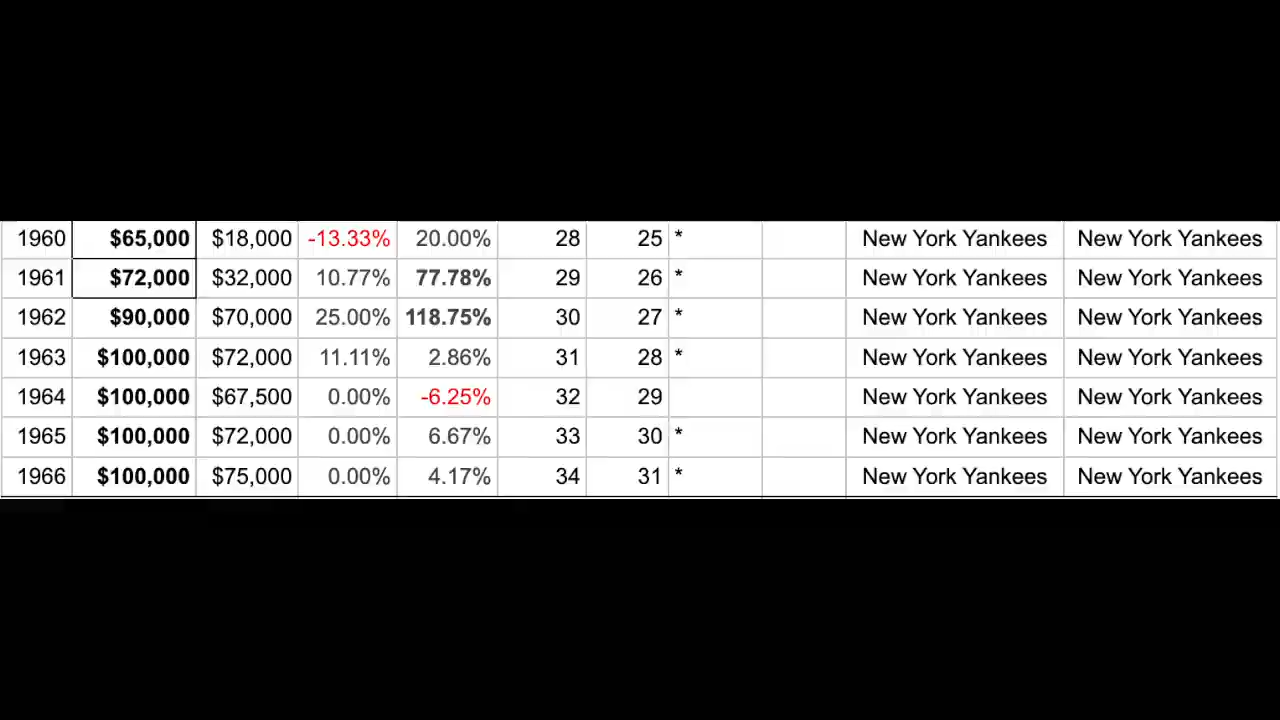 1960 $65,000 $18,000 -13.33% 20.00% 28 25 * New York Yankees New York Yankees
1961 $72,000 $32,000 10.77% 77.78% 29 26 * New York Yankees New York Yankees
1962 $90,000 $70,000 25.00% 118.75% 30 27 * New York Yankees New York Yankees
1963 $100,000 $72,000 11.11% 2.86% 31 28 * New York Yankees New York Yankees
1964 $100,000 $67,500 0.00% -6.25% 32 29 New York Yankees New York Yankees
1965 $100,000 $72,000 0.00% 6.67% 33 30 * New York Yankees New York Yankees
1966 $100,000 $75,000 0.00% 4.17% 34 31 * New York Yankees New York Yankees